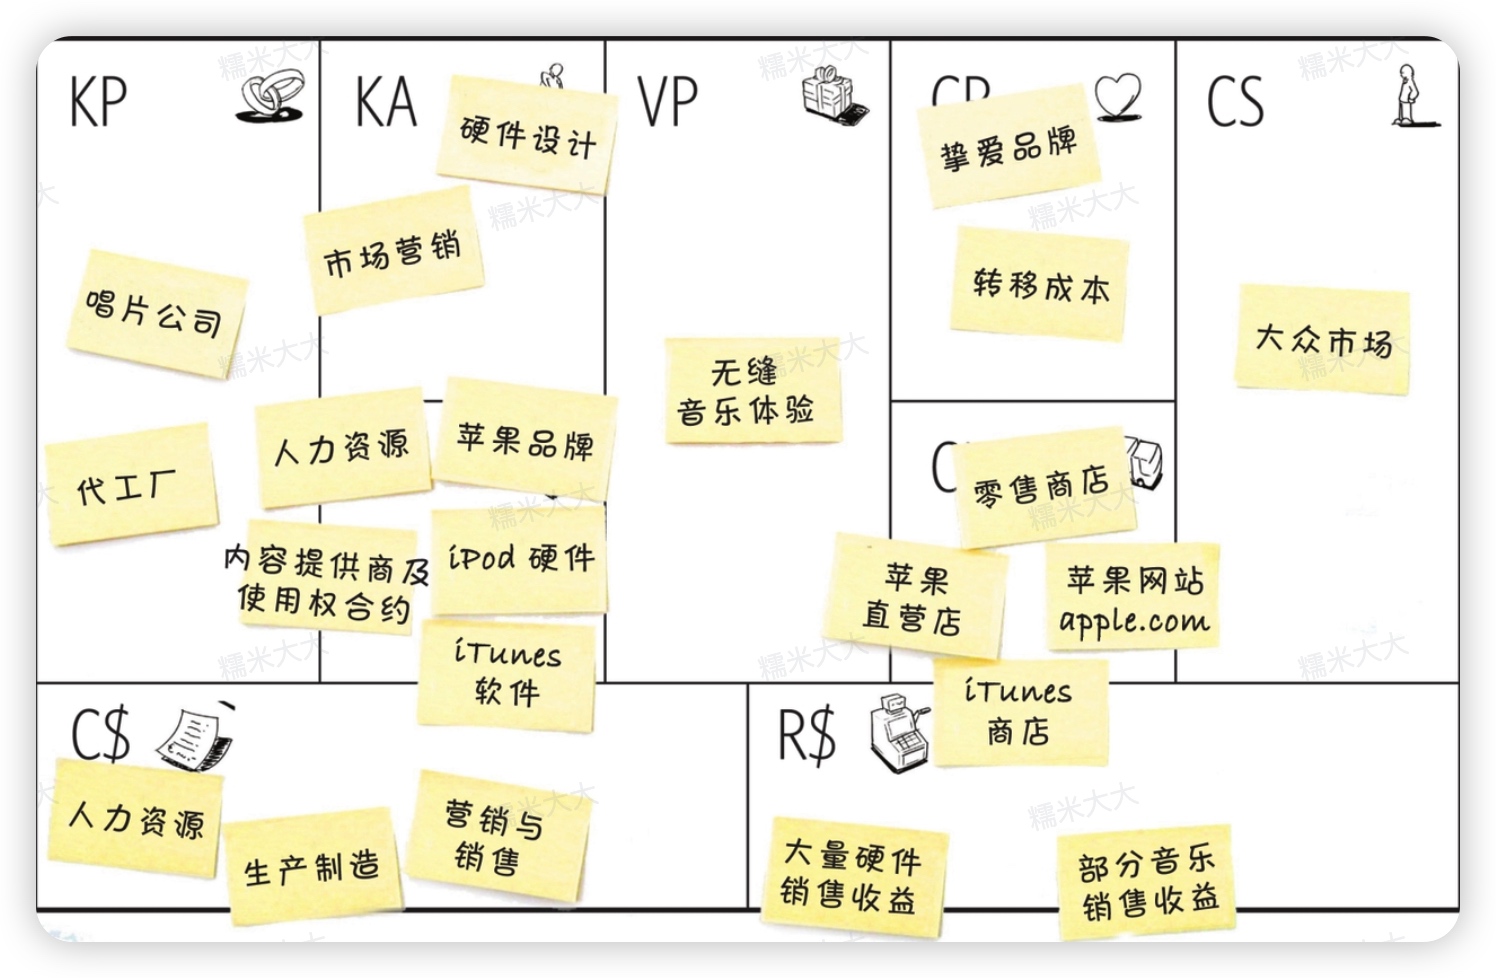 KP
唱片公司
代工厂
KA
硬件设计
市场营销
人力资源
苹果品牌
内容提供商及
使用权合约
iPod 硬件
iTunes
软件
VP
无缝
音乐体验
CR
挚爱品牌
转移成本
零售商店
苹果
直营店
苹果网站
apple.com
iTunes
商店
CS
大众市场
C$
人力资源
生产制造
营销与
销售
R$
大量硬件
销售收益
部分音乐
销售收益
糯米大大